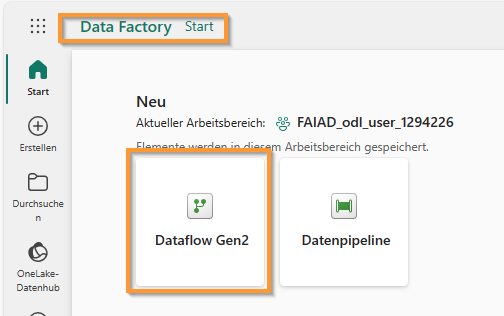 Data Factory Start
Start
Erstellen
Durchsuche
n
OneLake-
Datenhub
Neu
Aktueller Arbeitsbereich: FAIAD_odl_user_1294226
Elemente werden in diesem Arbeitsbereich gespeichert.
Dataflow Gen2
Datenpipeline